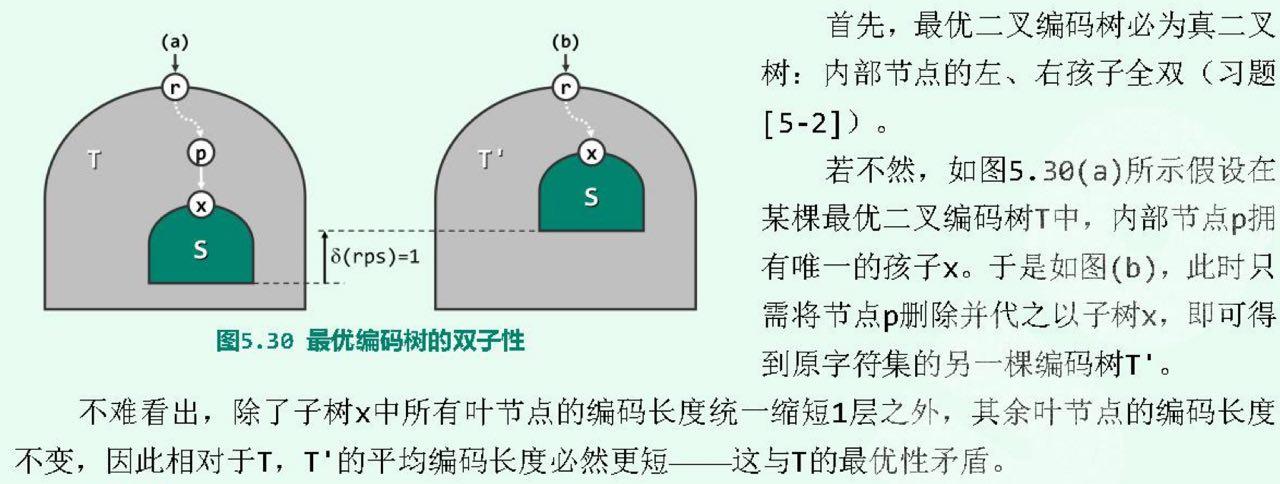 (a)
r
T
p
x
S
δ(rps)=1
(b)
r
T'
x
S
图5.30 最优编码树的双子性
首先，最优二叉编码树必为真二叉
树：内部节点的左、右孩子全双（习题
[5-2]）。
若不然，如图5.30(a)所示假设在
某棵最优二叉编码树T中，内部节点p拥
有唯一的孩子x。于是如图(b)，此时只
需将节点p删除并代之以子树x，即可得
到原字符集的另一棵编码树T'。
不难看出，除了子树x中所有叶节点的编码长度统一缩短1层之外，其余叶节点的编码长度
不变，因此相对于T，T'的平均编码长度必然更短——这与T的最优性矛盾。